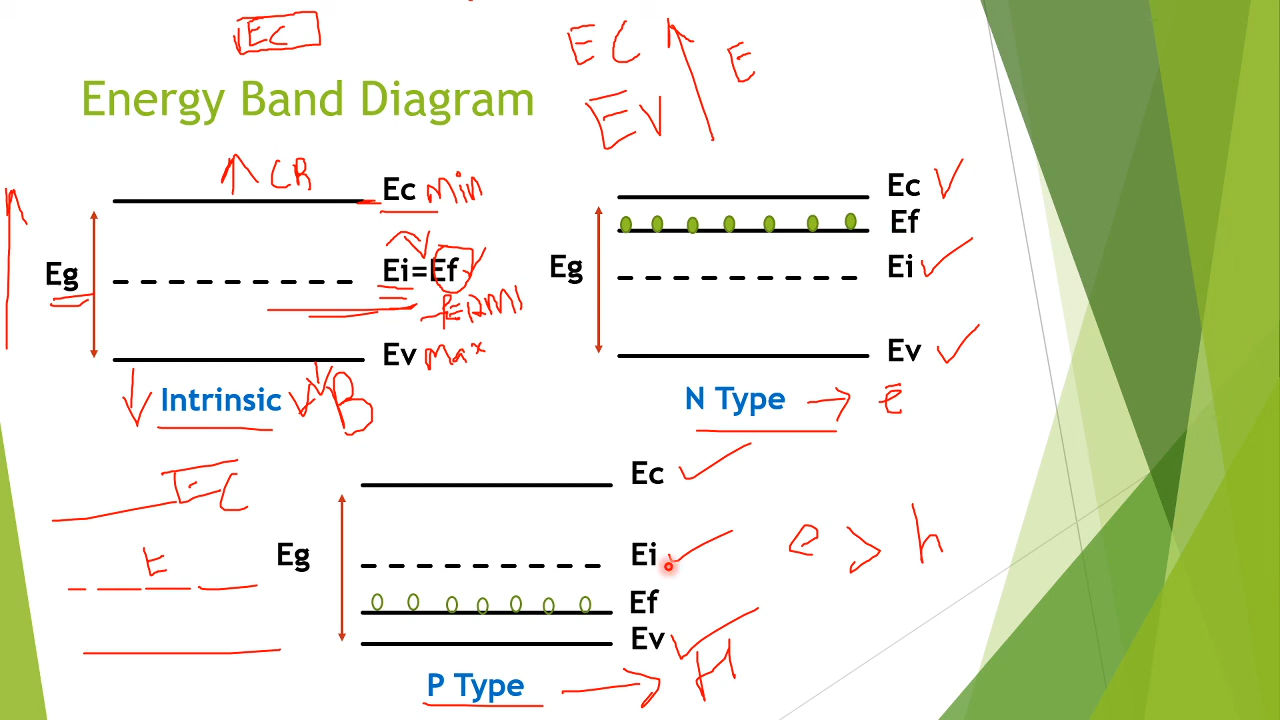 EC
EC
E
Ev
Energy Band Diagram
CB
Ec min
Ei=Ef
FERMI
Eg
Ev max
Intrinsic VB
Ec
Ef
Eg
Ei
Ev
N Type → e
EC
E
Ec
Eg
Ei
Ef
Ev
P Type → H
e > h